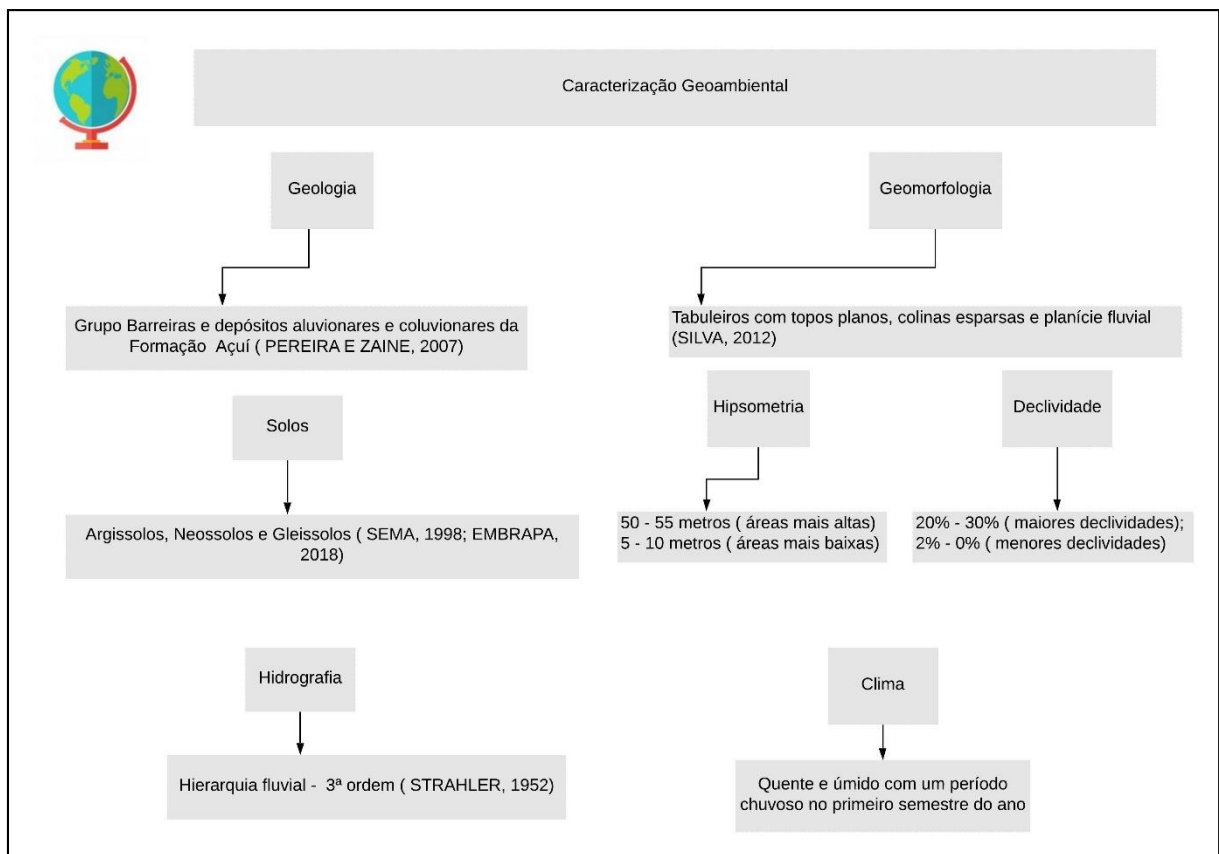 Caracterização Geoambiental
Geologia
Geomorfologia
Grupo Barreiras e depósitos aluvionares e coluvionares da
Formação Açuí ( PEREIRA E ZAINE, 2007)
Tabuleiros com topos planos, colinas esparsas e planície fluvial
(SILVA, 2012)
Solos
Hipsometria
Declividade
Argissolos, Neossolos e Gleissolos ( SEMA, 1998; EMBRAPA,
2018)
50 - 55 metros ( áreas mais altas)
5 - 10 metros ( áreas mais baixas)
20% - 30% ( maiores declividades);
2% - 0% ( menores declividades)
Hidrografia
Clima
Hierarquia fluvial - 3ª ordem ( STRAHLER, 1952)
Quente e úmido com um período
chuvoso no primeiro semestre do ano